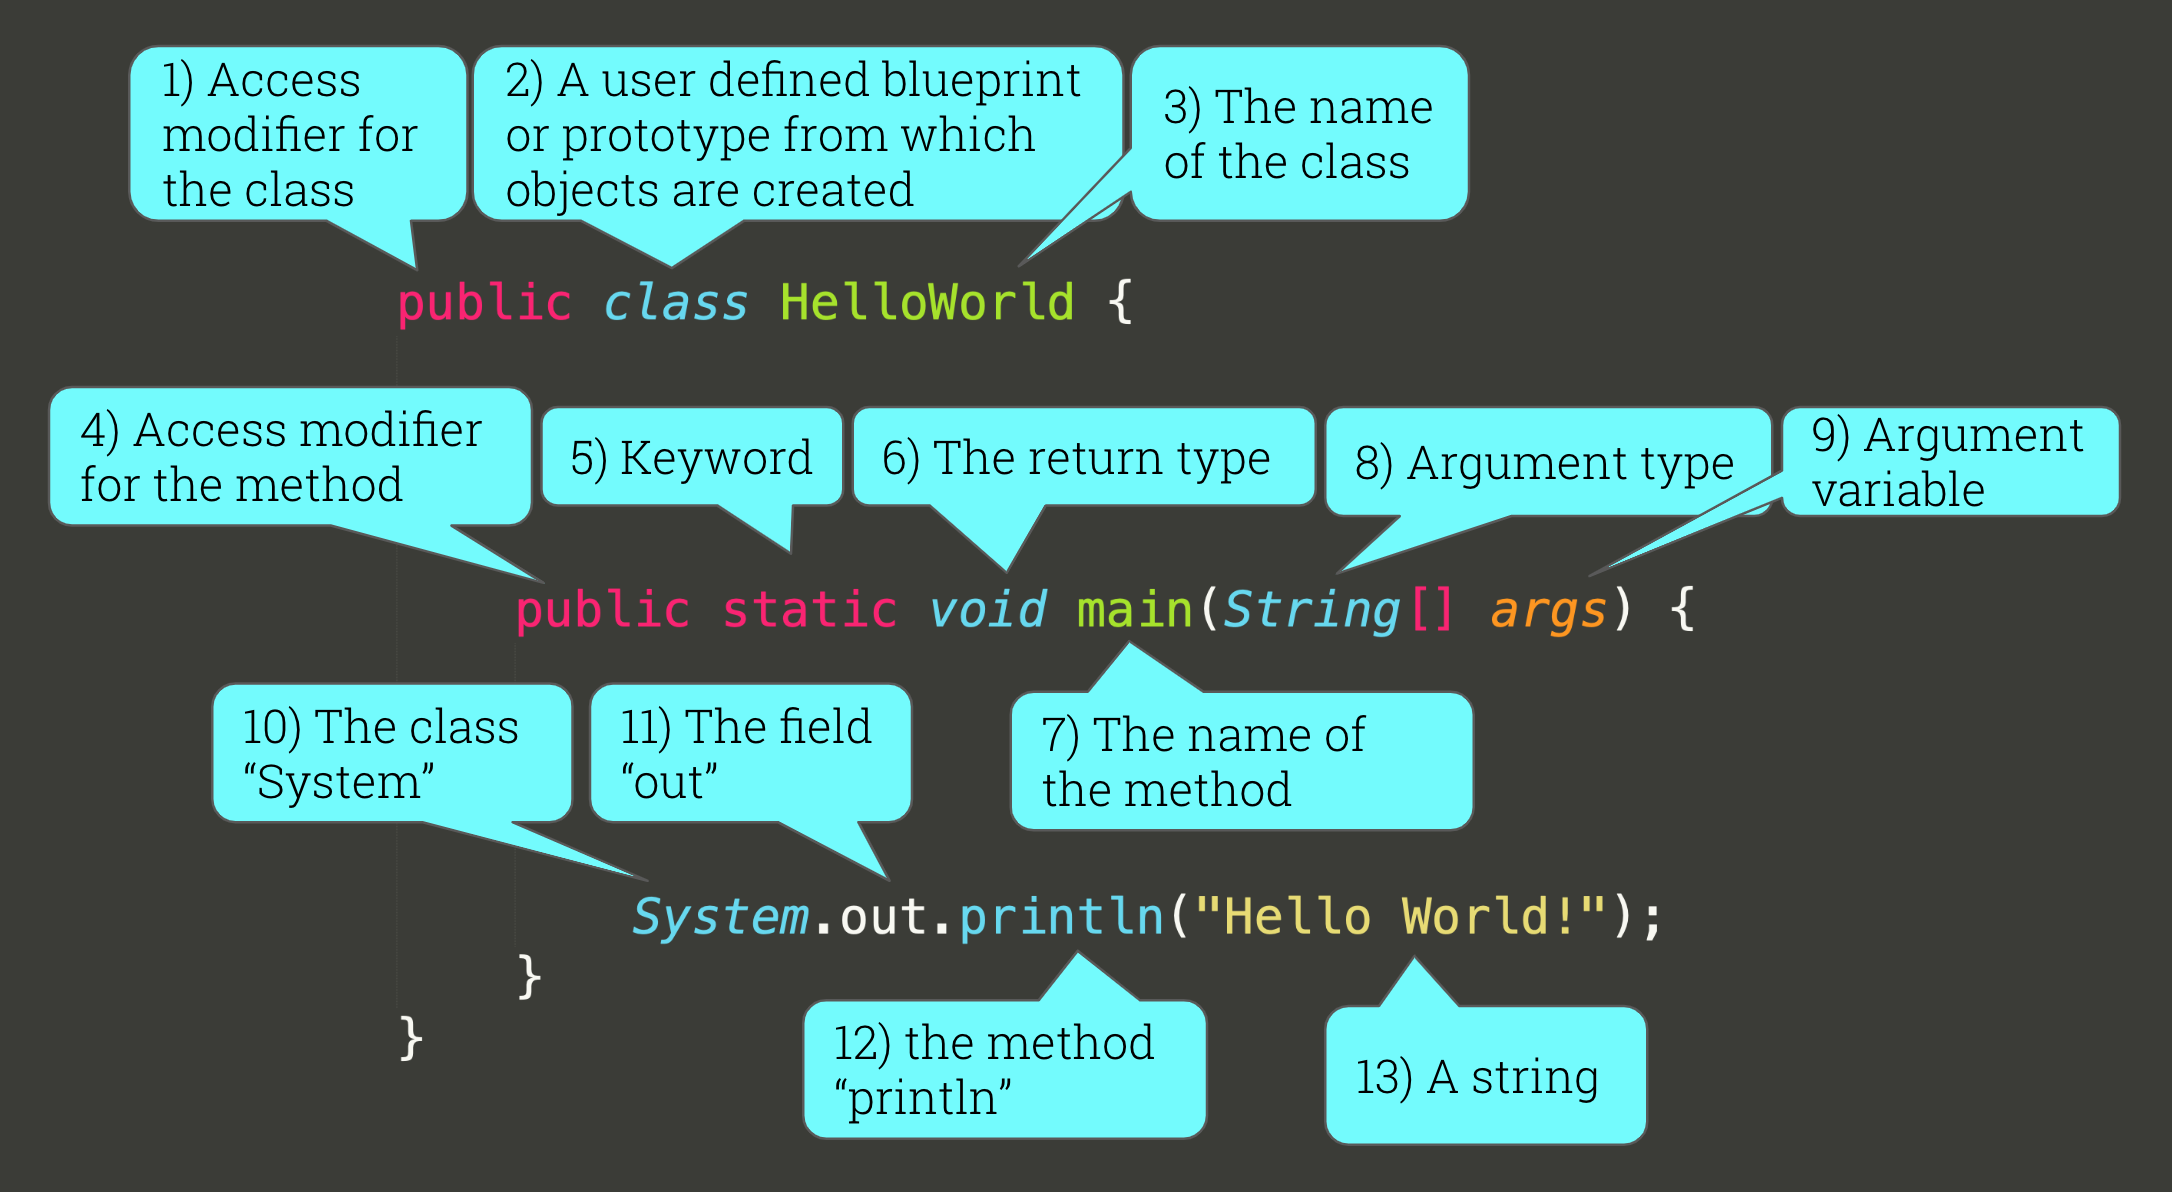 1) Access
modifier for
the class
2) A user defined blueprint
or prototype from which
objects are created
3) The name
of the class
public class HelloWorld {
4) Access modifier
for the method
5) Keyword
6) The return type
8) Argument type
9) Argument
variable
public static void main(String[] args) {
10) The class
“System”
11) The field
“out”
7) The name of
the method
System.out.println("Hello World!");
}
}
12) the method
“println”
13) A string